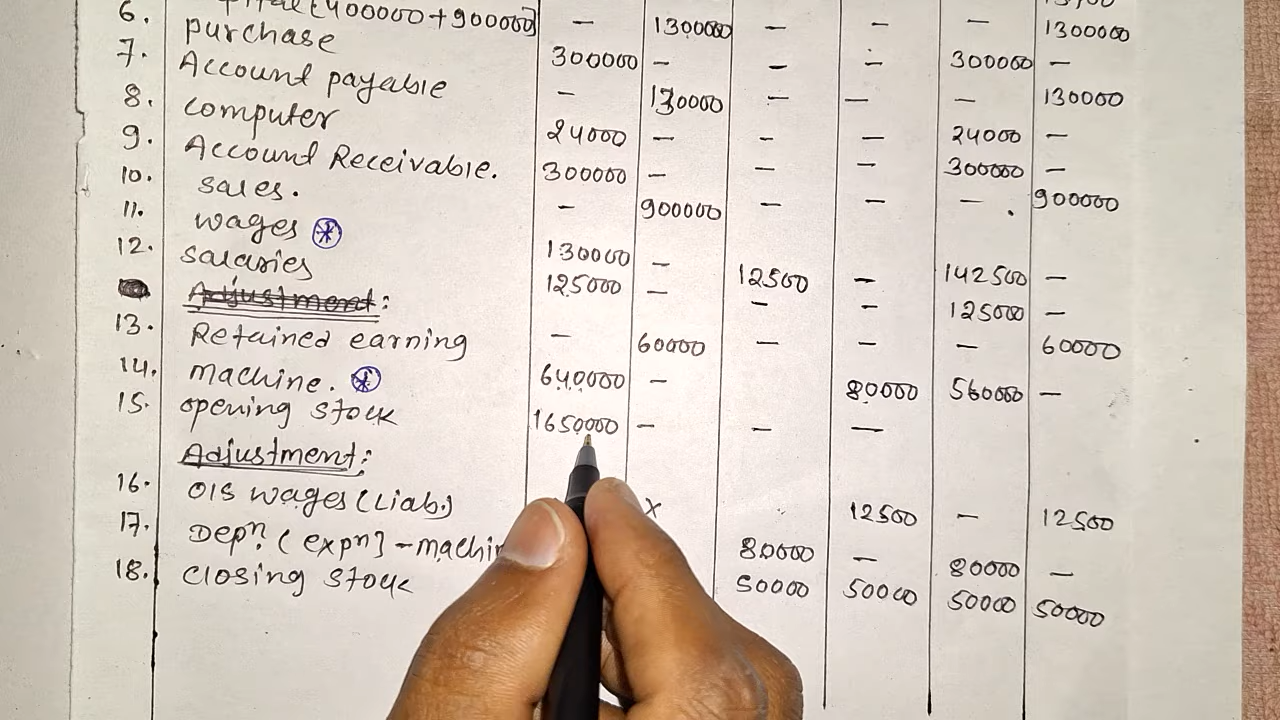 6. [400000+900000] – 1300000 – – – 1300000
7. purchase 300000 – – – 300000 –
8. Account payable – 130000 – – – 130000
9. computer 24000 – – – 24000 –
10. Account Receivable. 300000 – – – 300000 –
11. sales. – 900000 – – – 900000
12. wages * 130000 – 12500 – 142500 –
salaries 125000 – – – 125000 –
Adjustment:
13. Retained earning – 60000 – – – 60000
14. machine. * 640000 – 80000 560000 –
15. opening stock 1650000 – – –
Adjustment:
16. O/S wages (Liab.) x 12500 – 12500
17. Depn. (expn) - 80000 – 80000 –
18. closing stock 50000 50000 50000 50000